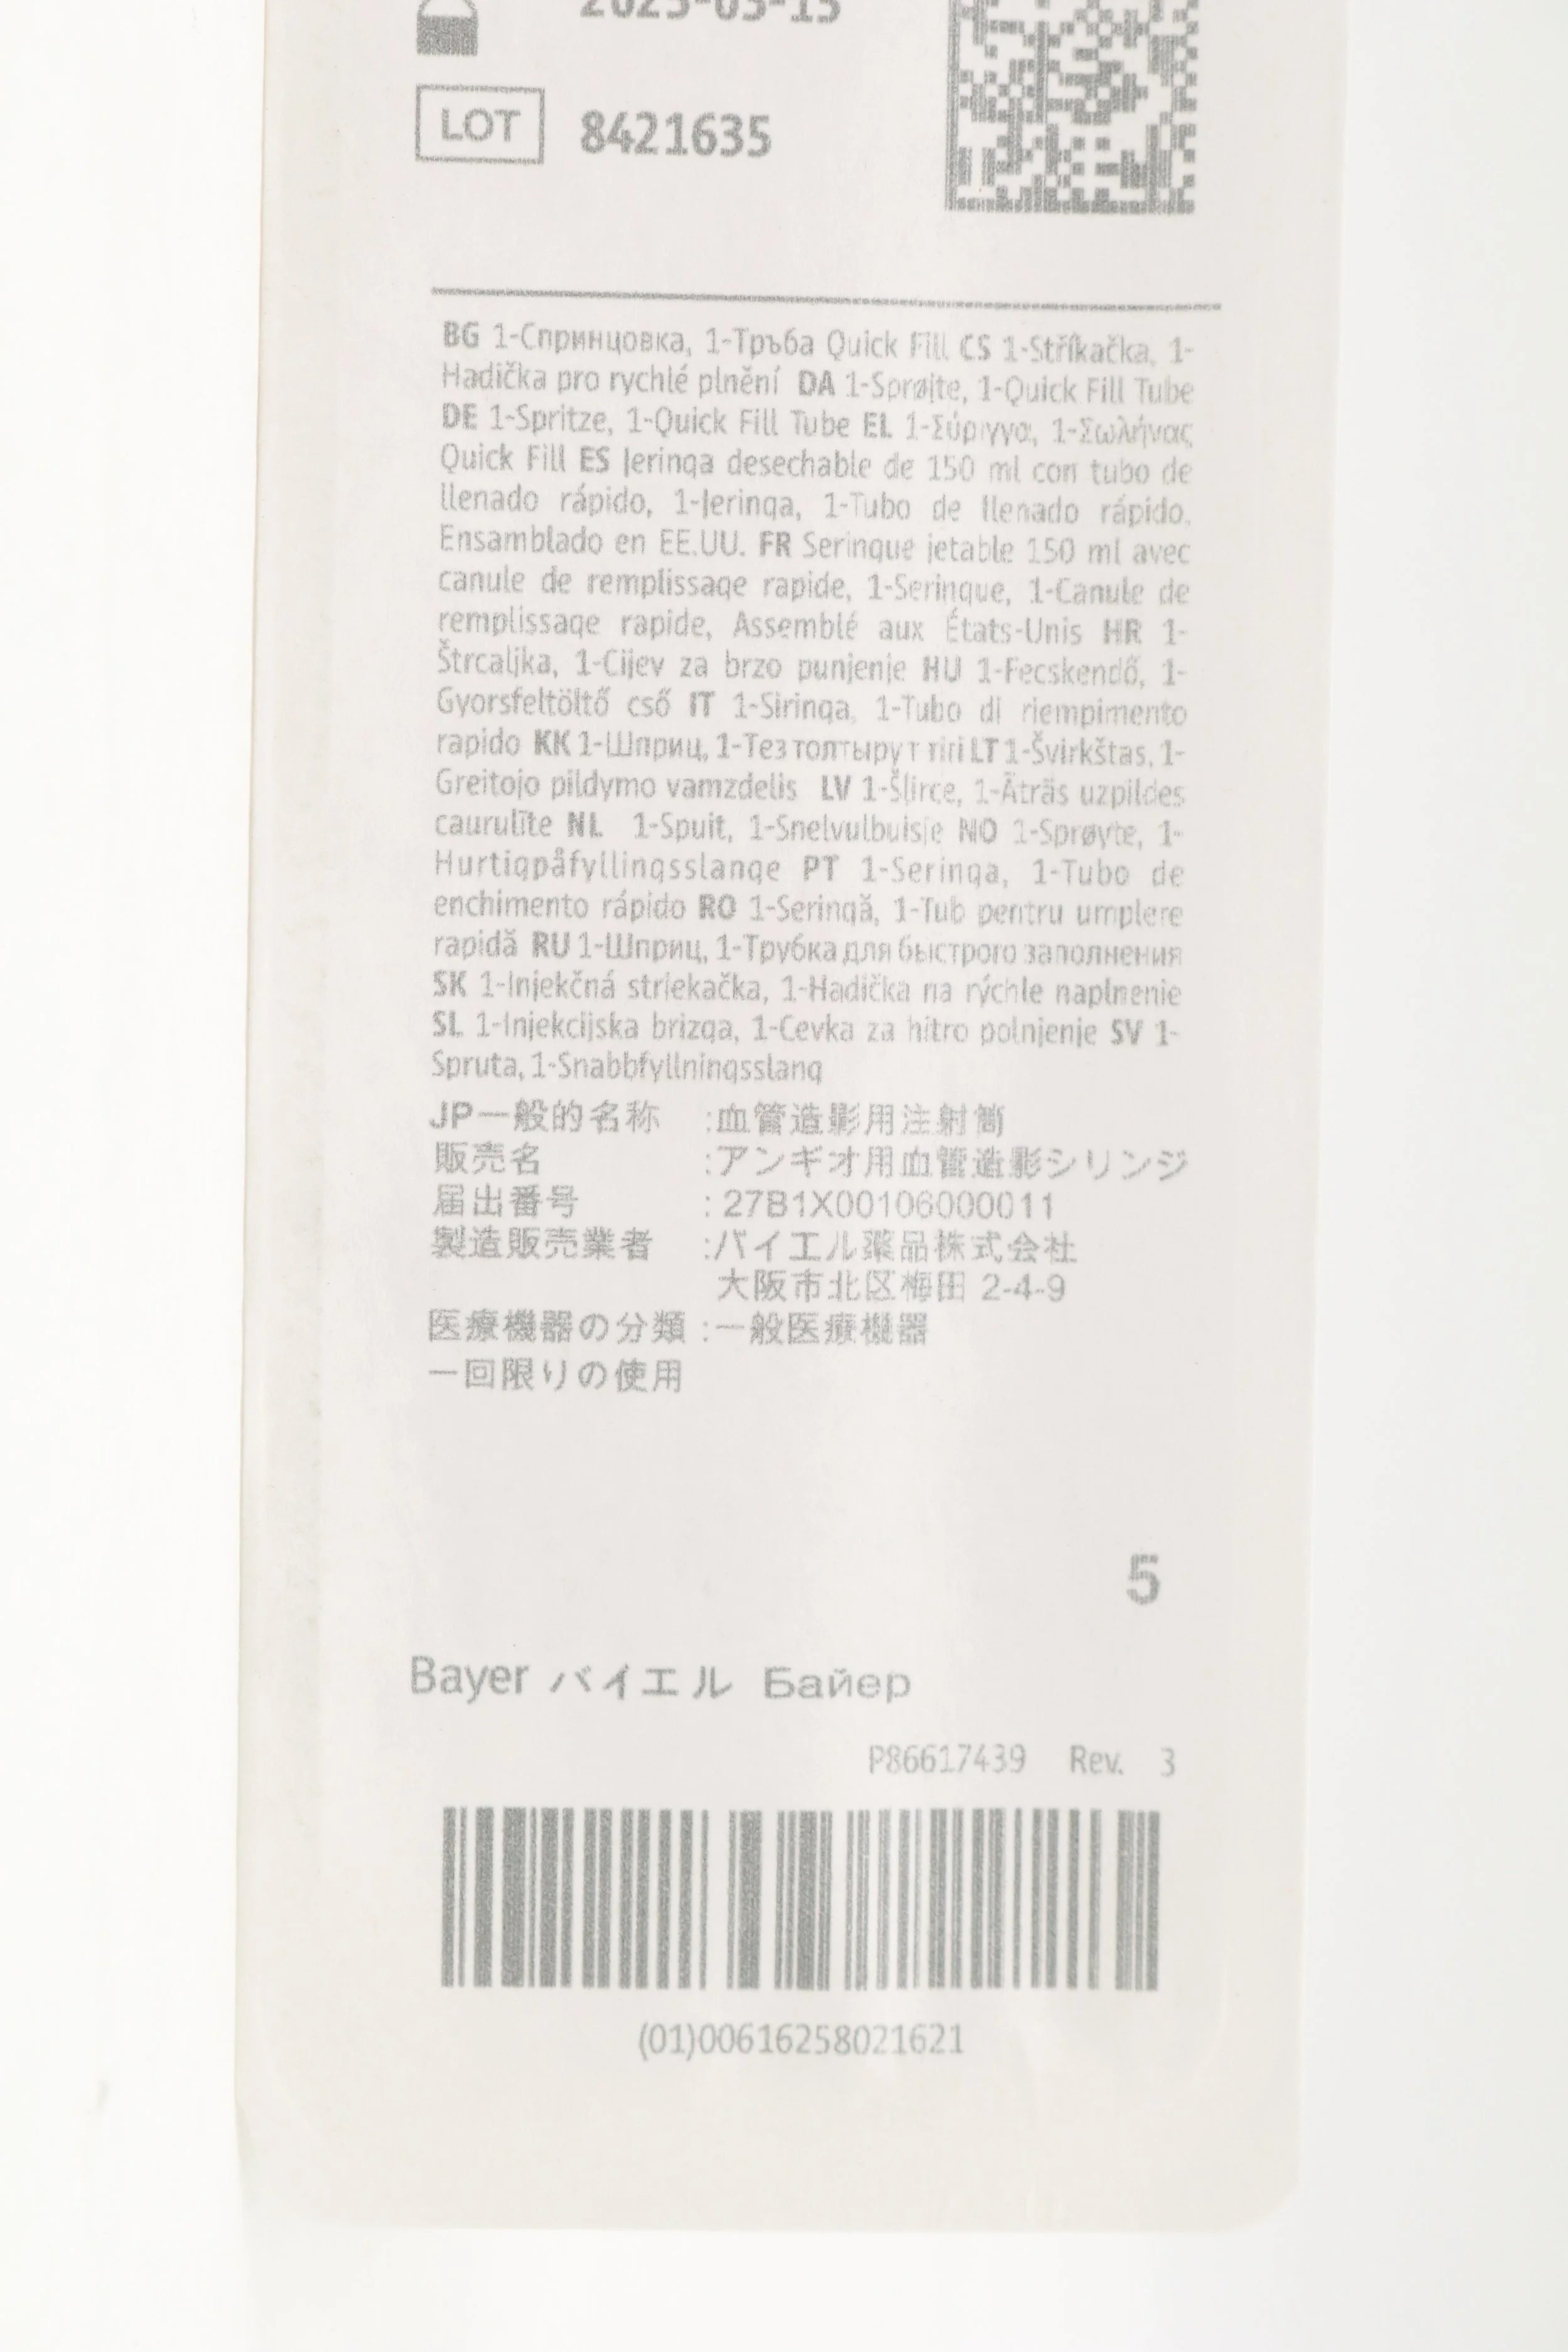 LOT 8421635
BG 1-Спринцовка, 1-Тръба Quick Fill CS 1-Stříkačka, 1-
Hadička pro rychlé plnění DA 1-Sprøjte, 1-Quick Fill Tube
DE 1-Spritze, 1-Quick Fill Tube EL 1-Σύριγγα, 1-Σωλήνας
Quick Fill ES Jeringa desechable de 150 ml con tubo de
llenado rápido, 1-Jeringa, 1-Tubo de llenado rápido.
Ensamblado en EE.UU. FR Seringue jetable 150 ml avec
canule de remplissage rapide, 1-Seringue, 1-Canule de
remplissage rapide, Assemblé aux États-Unis HR 1-
Štrcaljka, 1-Cijev za brzo punjenje HU 1-Fecskendő, 1-
Gyorsfeltöltő cső IT 1-Siringa, 1-Tubo di riempimento
rapido KK 1-Шприц, 1-Тез толтыру LT 1-Švirkštas, 1-
Greitojo pildymo vamzdelis LV 1-Šļirce, 1-Ātrās uzpildes
caurulīte NL 1-Spuit, 1-Snelvulbuisje NO 1-Sprøyte, 1-
Hurtigpåfyllingsslange PT 1-Seringa, 1-Tubo de
enchimento rápido RO 1-Seringă, 1-Tub pentru umplere
rapidă RU 1-Шприц, 1-Трубка для быстрого заполнения
SK 1-Injekčná striekačka, 1-Hadička na rýchle naplnenie
SL 1-Injekcijska brizga, 1-Cevka za hitro polnjenje SV 1-
Spruta, 1-Snabbfyllningsslang
JP一般的名称 :血管造影用注射筒
販売名 :アンギオ用血管造影シリンジ
届出番号 : 27B1X00106000011
製造販売業者 :バイエル薬品株式会社
大阪市北区梅田 2-4-9
医療機器の分類 :一般医療機器
一回限りの使用
5
Bayer バイエル Байер
P86617439 Rev. 3
(01)00616258021621